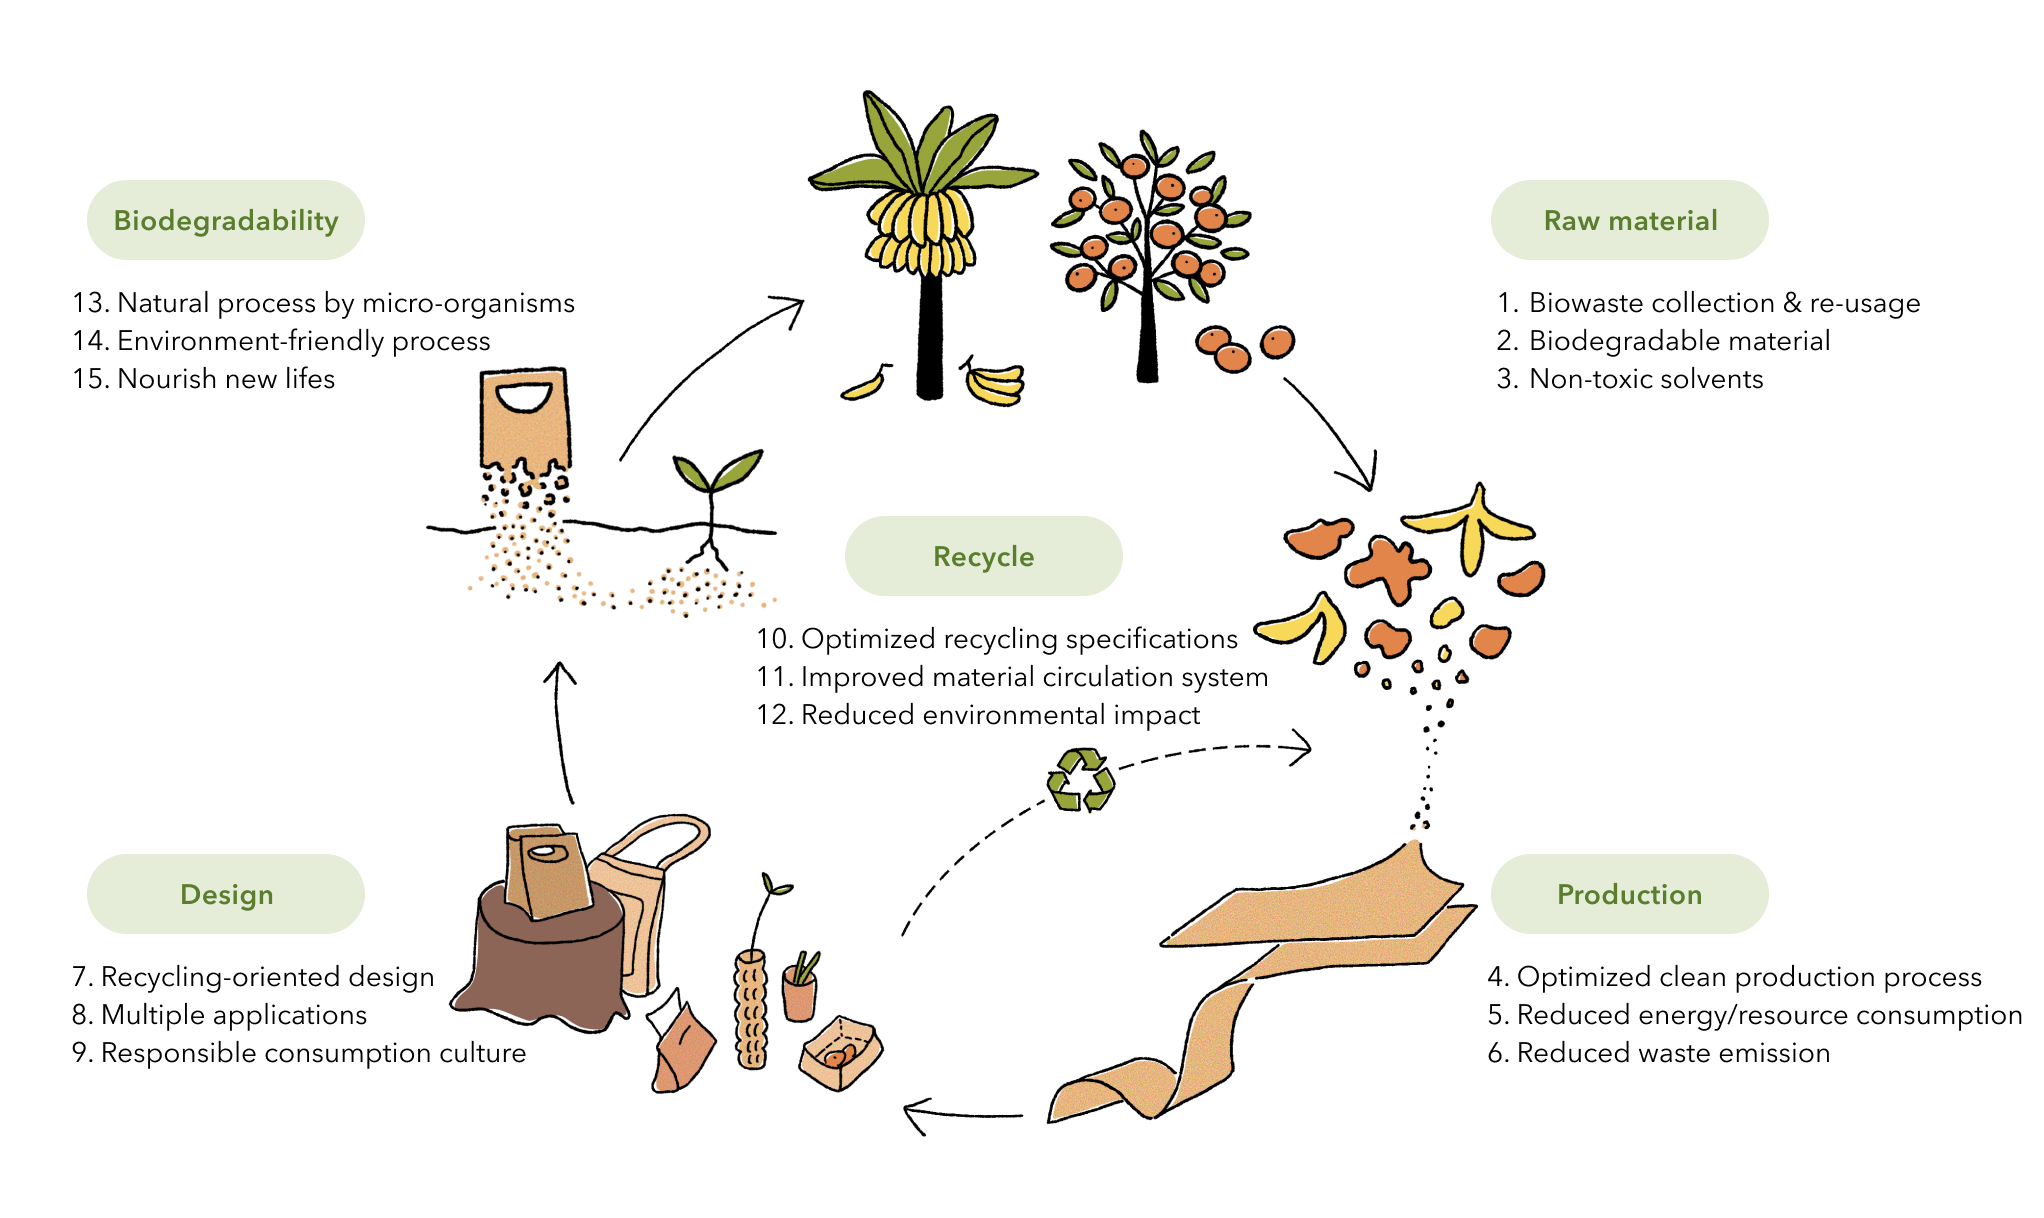 Raw material
1. Biowaste collection & re-usage
2. Biodegradable material
3. Non-toxic solvents
Production
4. Optimized clean production process
5. Reduced energy/resource consumption
6. Reduced waste emission
Design
7. Recycling-oriented design
8. Multiple applications
9. Responsible consumption culture
Recycle
10. Optimized recycling specifications
11. Improved material circulation system
12. Reduced environmental impact
Biodegradability
13. Natural process by micro-organisms
14. Environment-friendly process
15. Nourish new lifes